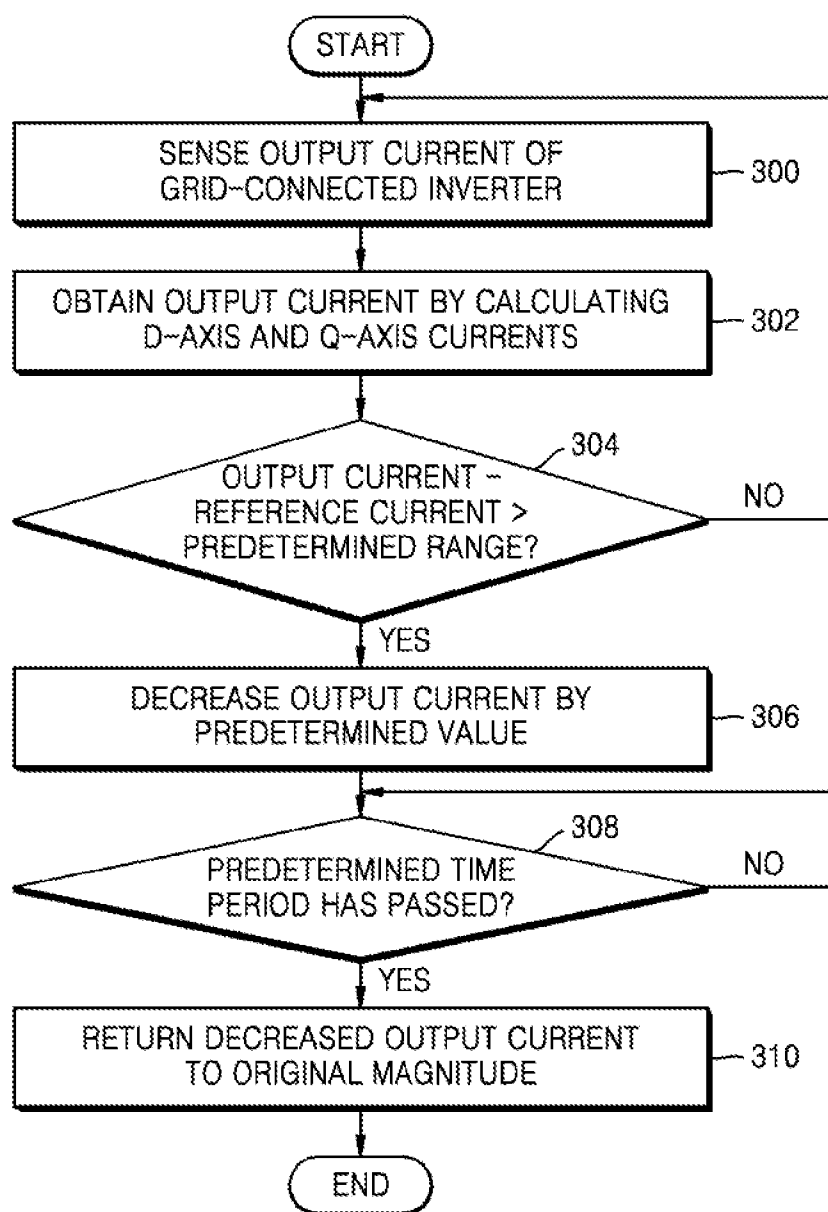 START
SENSE OUTPUT CURRENT OF
GRID-CONNECTED INVERTER
300
OBTAIN OUTPUT CURRENT BY CALCULATING
D-AXIS AND Q-AXIS CURRENTS
302
304
OUTPUT CURRENT -
REFERENCE CURRENT >
PREDETERMINED RANGE?
NO
YES
DECREASE OUTPUT CURRENT BY
PREDETERMINED VALUE
306
308
PREDETERMINED TIME
PERIOD HAS PASSED?
NO
YES
RETURN DECREASED OUTPUT CURRENT
TO ORIGINAL MAGNITUDE
310
END